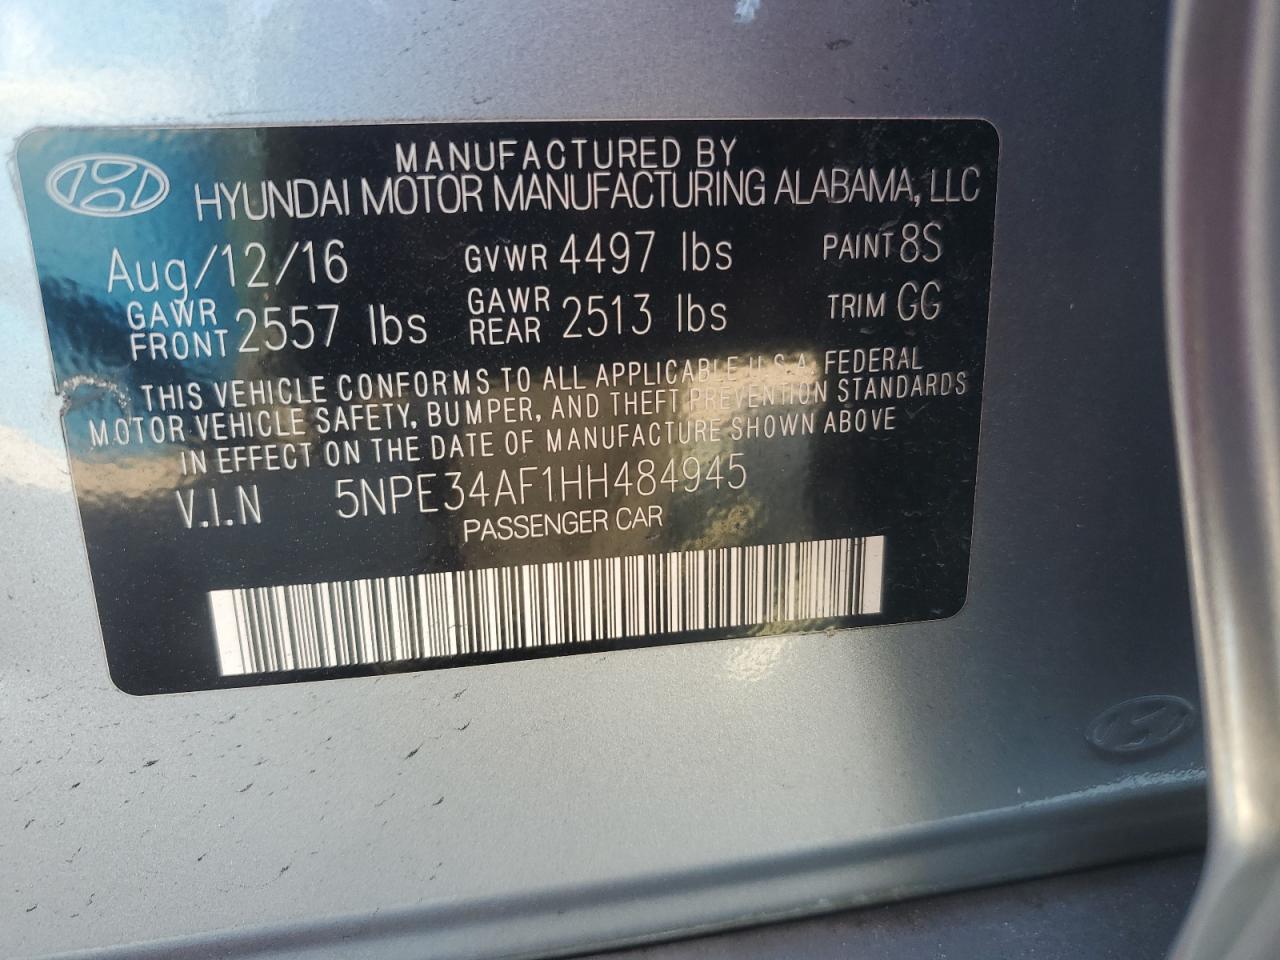 MANUFACTURED BY
HYUNDAI MOTOR MANUFACTURING ALABAMA, LLC
Aug/12/16 GVWR 4497 lbs PAINT 8S
GAWR FRONT 2557 lbs GAWR REAR 2513 lbs TRIM GG
THIS VEHICLE CONFORMS TO ALL APPLICABLE U.S.A. FEDERAL
MOTOR VEHICLE SAFETY, BUMPER, AND THEFT PREVENTION STANDARDS
IN EFFECT ON THE DATE OF MANUFACTURE SHOWN ABOVE
V.I.N 5NPE34AF1HH484945
PASSENGER CAR